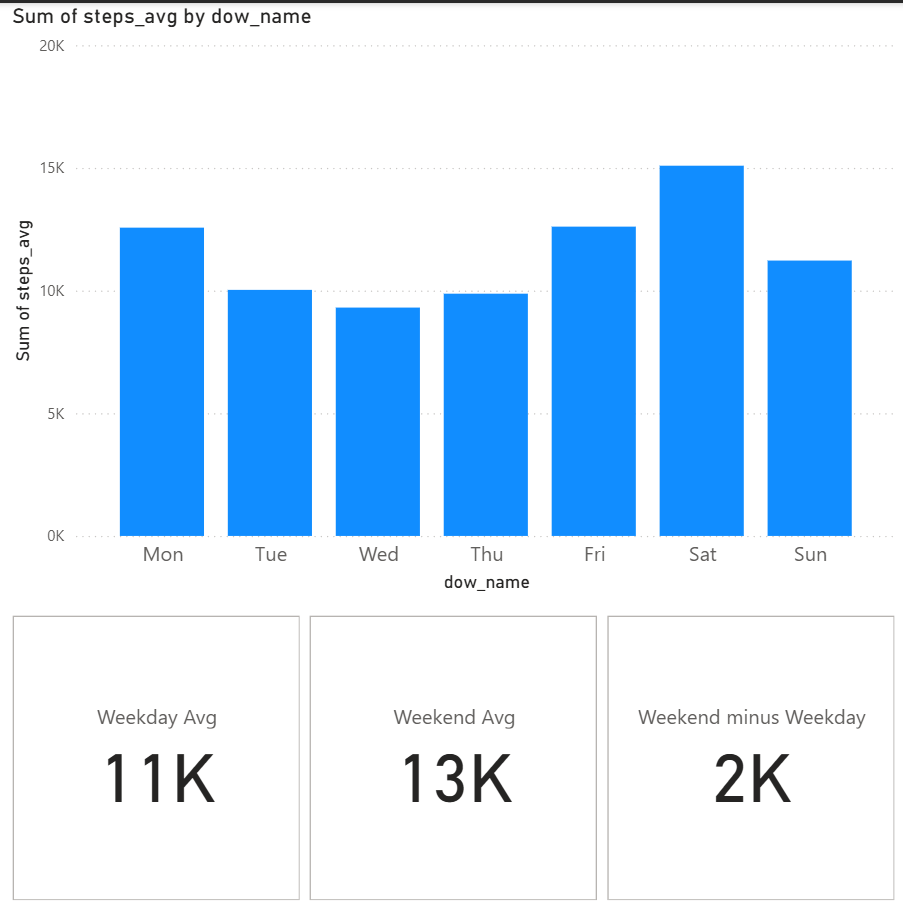 Sum of steps_avg by dow_name
20K
15K
10K
5K
0K
Sum of steps_avg
Mon Tue Wed Thu Fri Sat Sun
dow_name
Weekday Avg
11K
Weekend Avg
13K
Weekend minus Weekday
2K